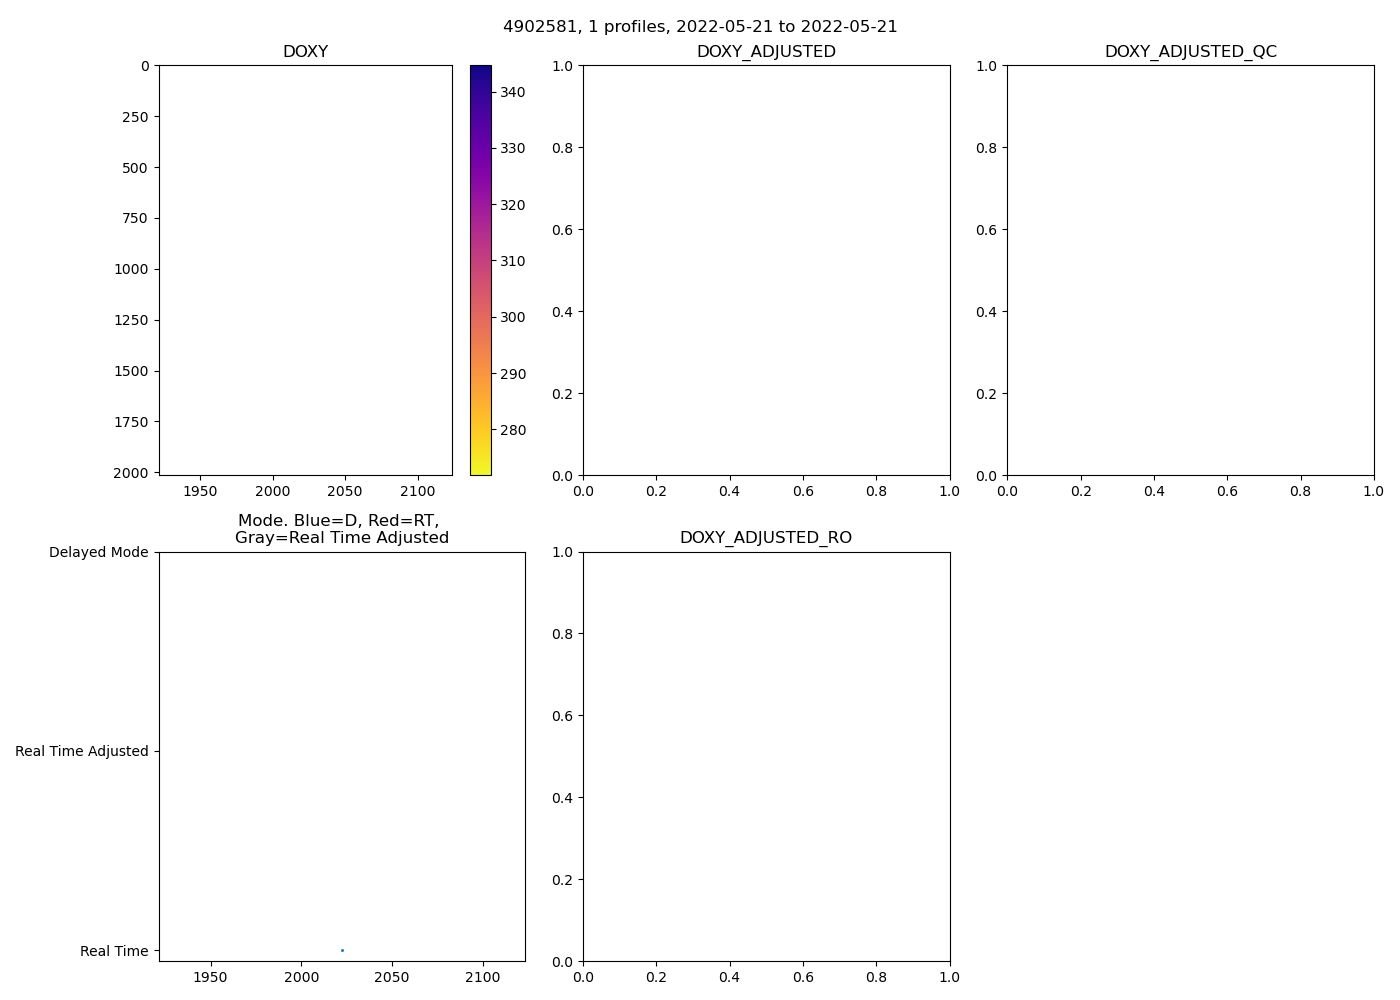 4902581, 1 profiles, 2022-05-21 to 2022-05-21
DOXY
0
250
500
750
1000
1250
1500
1750
2000
1950 2000 2050 2100
340
330
320
310
300
290
280
DOXY_ADJUSTED
1.0
0.8
0.6
0.4
0.2
0.0
0.0 0.2 0.4 0.6 0.8 1.0
DOXY_ADJUSTED_QC
1.0
0.8
0.6
0.4
0.2
0.0
0.0 0.2 0.4 0.6 0.8 1.0
Mode. Blue=D, Red=RT,
Gray=Real Time Adjusted
Delayed Mode
Real Time Adjusted
Real Time
1950 2000 2050 2100
DOXY_ADJUSTED_RO
1.0
0.8
0.6
0.4
0.2
0.0
0.0 0.2 0.4 0.6 0.8 1.0